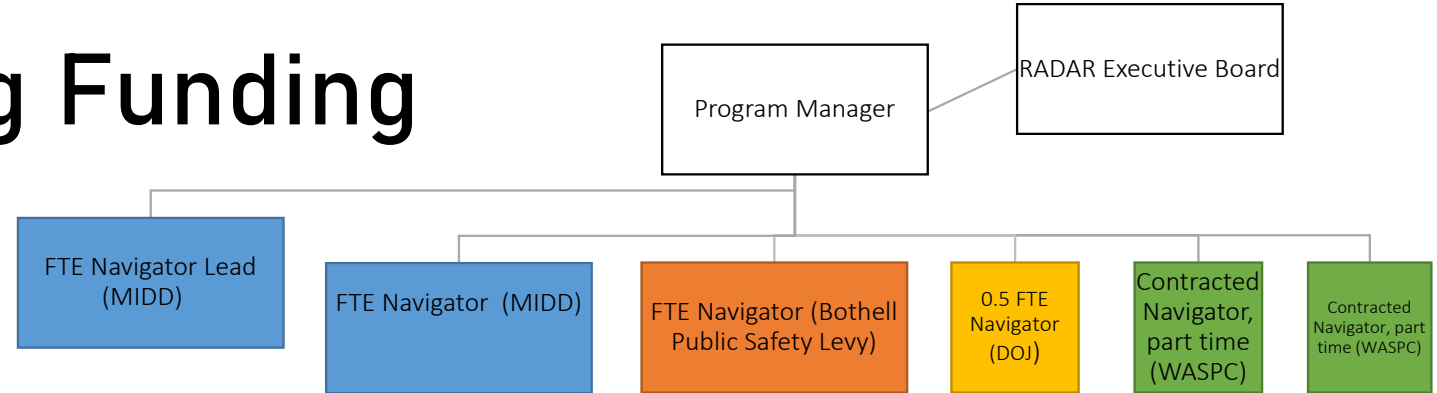 g Funding
RADAR Executive Board
Program Manager
FTE Navigator Lead
(MIDD)
FTE Navigator (MIDD)
FTE Navigator (Bothell
Public Safety Levy)
0.5 FTE
Navigator
(DOJ)
Contracted
Navigator,
part time
(WASPC)
Contracted
Navigator, part
time (WASPC)